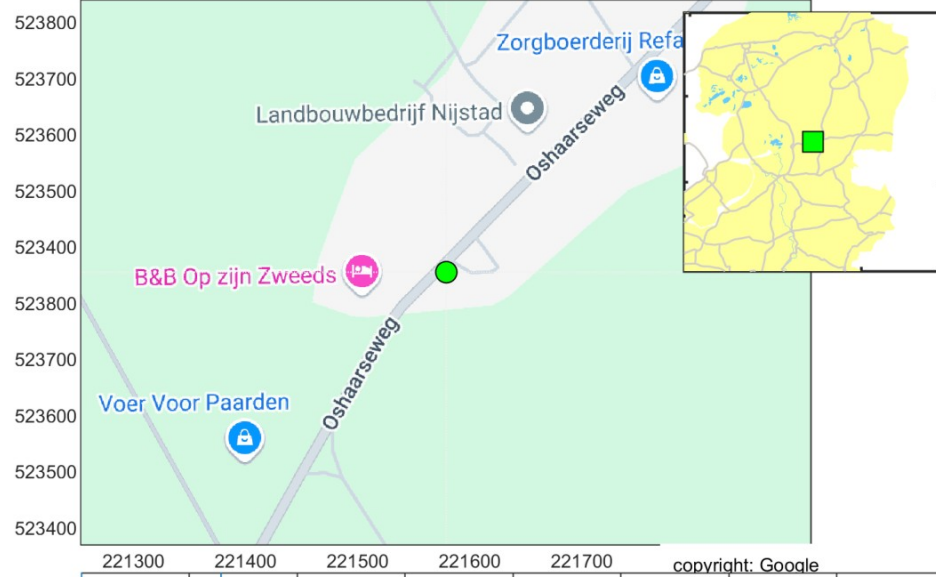 523800
Zorgboerderij Refa
523700
Landbouwbedrijf Nijstad
523600
Oshaarseweg
523500
523400
B&B Op zijn Zweeds
523800
523700
Oshaarseweg
Voer Voor Paarden
523600
523500
523400
221300 221400 221500 221600 221700
copyright: Google